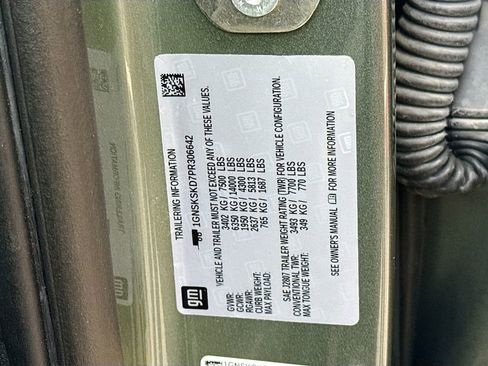 TRAILERING INFORMATION
1GNSKSKD7PR306642
VEHICLE AND TRAILER MUST NOT EXCEED ANY OF THESE VALUES.
GVWR: 3402 KG / 7500 LBS
GCWR: 6350 KG / 14000 LBS
RGAWR: 1950 KG / 4300 LBS
CURB WEIGHT: 2637 KG / 5813 LBS
MAX PAYLOAD: 765 KG / 1687 LBS
SAE J2807 TRAILER WEIGHT RATING (TWR) FOR VEHICLE CONFIGURATION.
CONVENTIONAL TWR: 3493 KG / 7700 LBS
MAX TONGUE WEIGHT: 349 KG / 770 LBS
SEE OWNER'S MANUAL FOR MORE INFORMATION.
gm